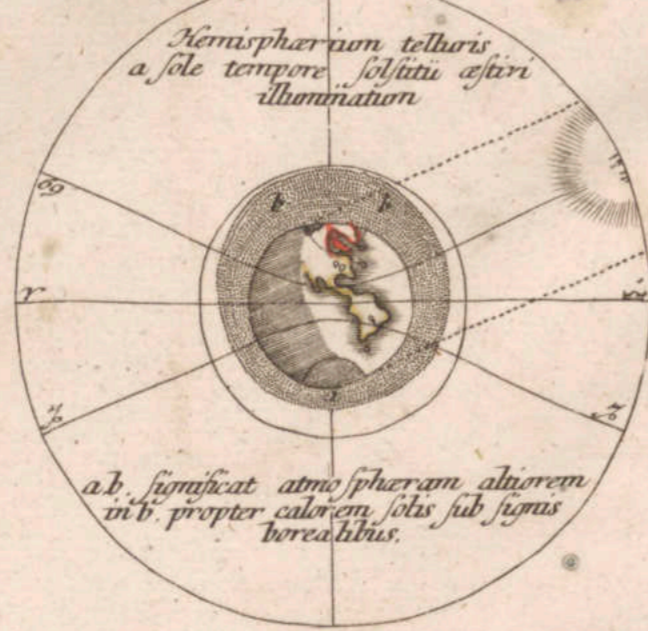 Hemisphærium telluris
a ſole tempore ſolſtitii æſtivi
illuminatum
♋
b b
♈ ♎
♑
a
a b. ſignificat atmoſphæram altiorem
in b. propter calorem ſolis ſub ſignis
borealibus.